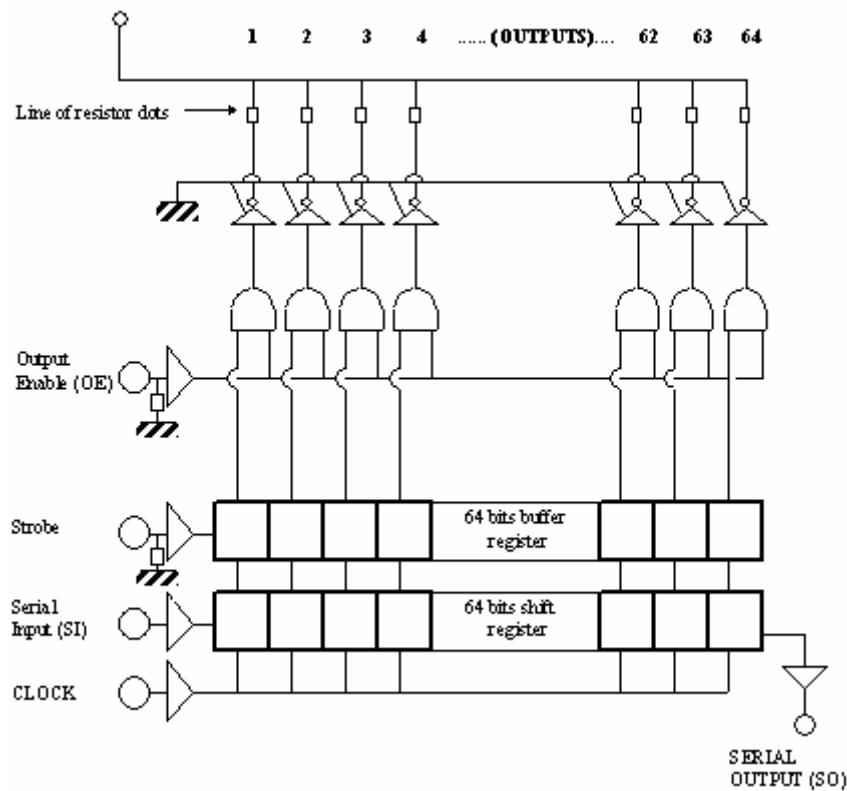 1 2 3 4 ...... (OUTPUTS).... 62 63 64
Line of resistor dots
Output
Enable (OE)
Strobe
64 bits buffer
register
Serial
Input (SI)
64 bits shift
register
CLOCK
SERIAL
OUTPUT (SO)